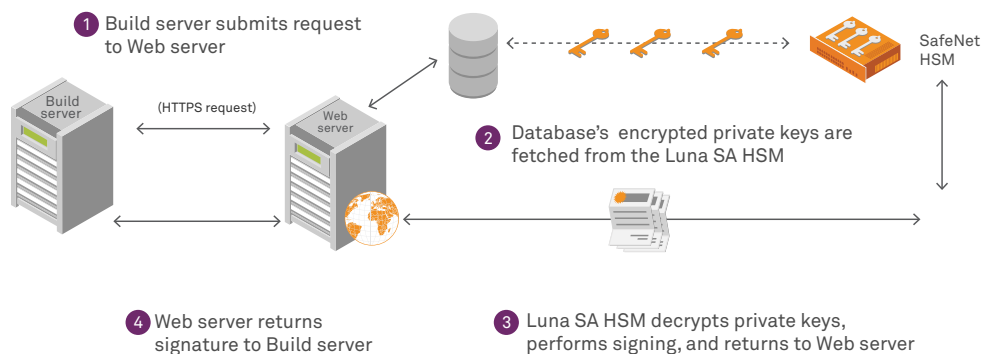 1 Build server submits request
to Web server
SafeNet
HSM
Build
server
(HTTPS request)
Web
server
2 Database's encrypted private keys are
fetched from the Luna SA HSM
4 Web server returns
signature to Build server
3 Luna SA HSM decrypts private keys,
performs signing, and returns to Web server